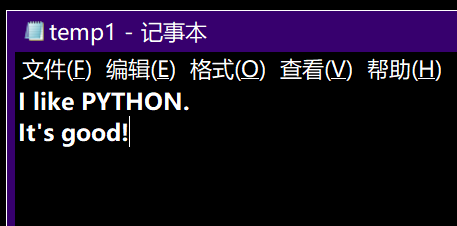 temp1 - 记事本
文件(F) 编辑(E) 格式(O) 查看(V) 帮助(H)
I like PYTHON.
It's good!